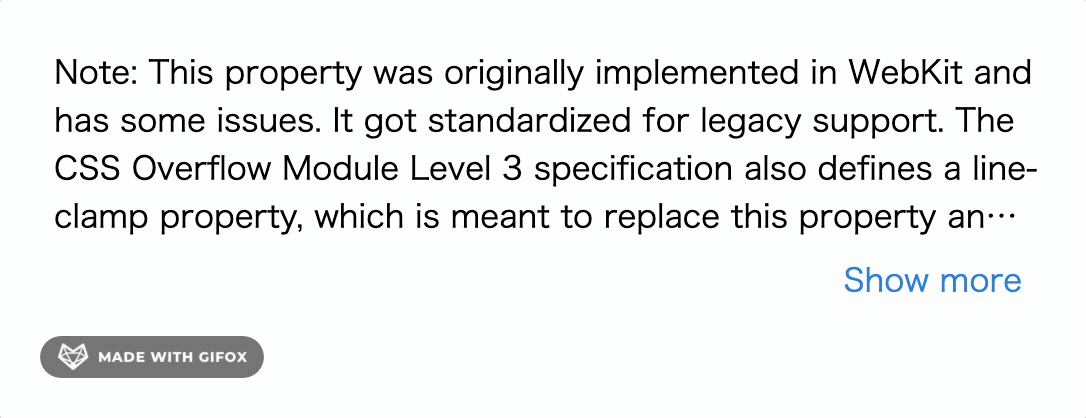 Note: This property was originally implemented in WebKit and
has some issues. It got standardized for legacy support. The
CSS Overflow Module Level 3 specification also defines a line-
clamp property, which is meant to replace this property an…
Show more
MADE WITH GIFOX